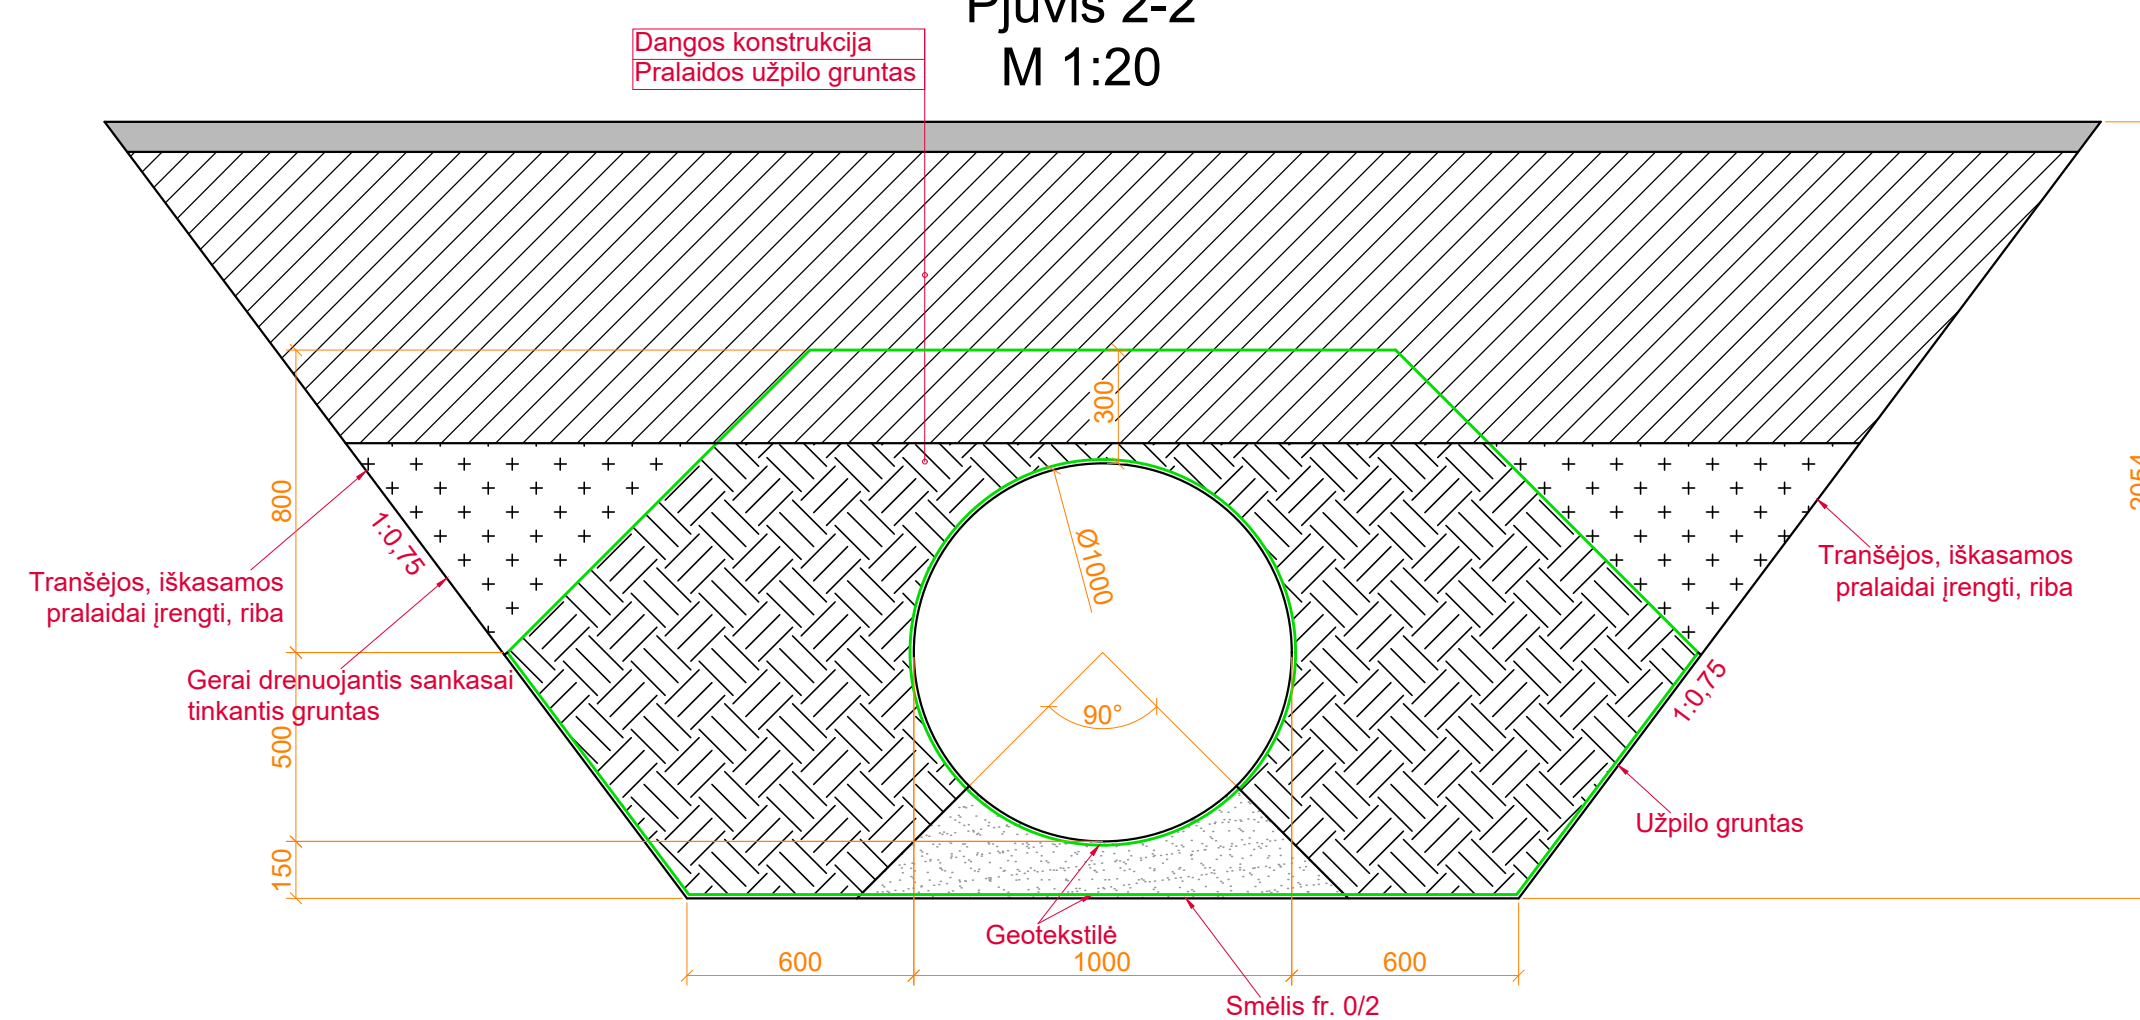 Pjūvis 2-2
M 1:20
Dangos konstrukcija
Pralaidos užpilo gruntas
300
800
Ø1000
2054
1:0,75
Tranšėjos, iškasamos
pralaidai įrengti, riba
Tranšėjos, iškasamos
pralaidai įrengti, riba
Gerai drenuojantis sankasai
tinkantis gruntas
1:0,75
90°
500
Užpilo gruntas
150
Geotekstilė
600
1000
600
Smėlis fr. 0/2